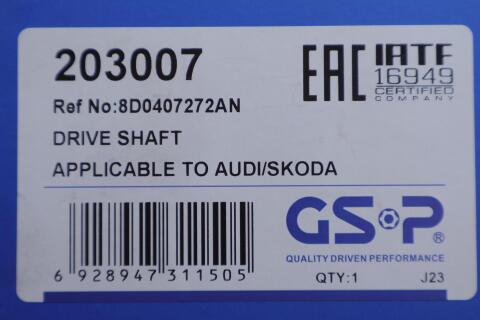 203007
EAC
IATF
16949
CERTIFIED
COMPANY
Ref No:8D0407272AN
DRIVE SHAFT
APPLICABLE TO AUDI/SKODA
GS·P®
QUALITY DRIVEN PERFORMANCE
6 928947 311505
QTY:1 J23